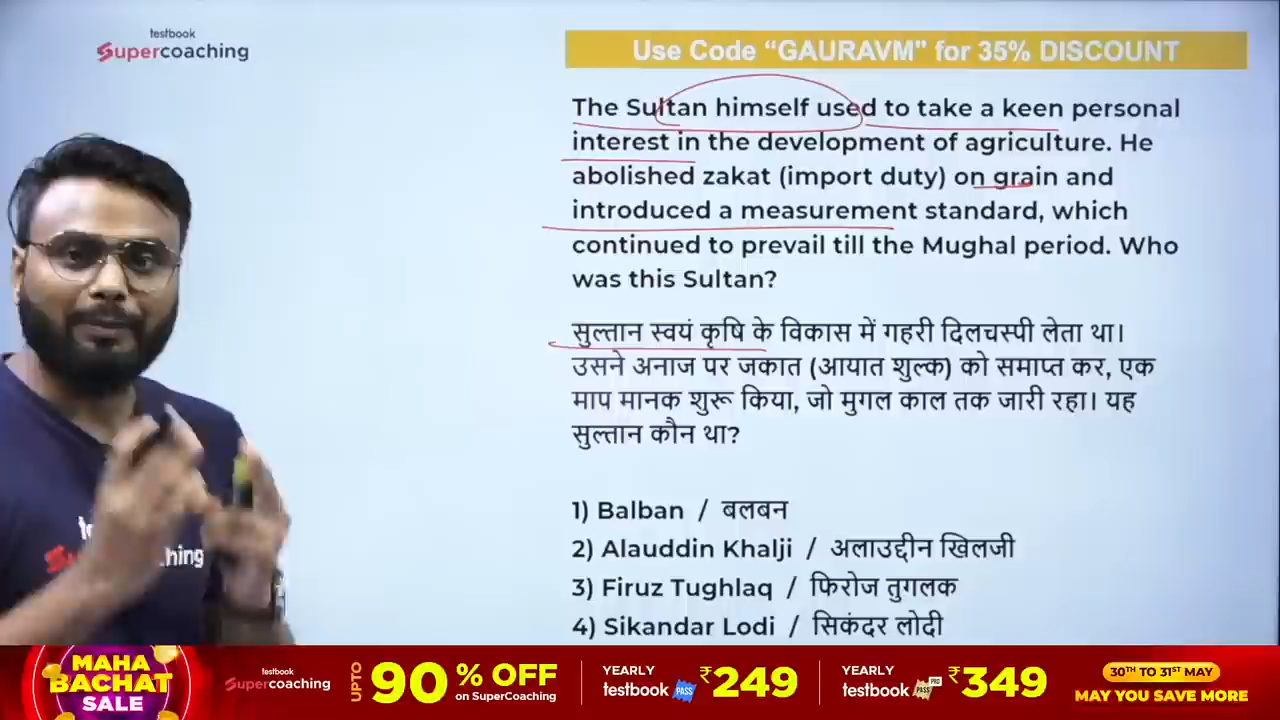 testbook
Supercoaching
Use Code “GAURAVM" for 35% DISCOUNT
The Sultan himself used to take a keen personal
interest in the development of agriculture. He
abolished zakat (import duty) on grain and
introduced a measurement standard, which
continued to prevail till the Mughal period. Who
was this Sultan?
सुल्तान स्वयं कृषि के विकास में गहरी दिलचस्पी लेता था।
उसने अनाज पर जकात (आयात शुल्क) को समाप्त कर, एक
माप मानक शुरू किया, जो मुगल काल तक जारी रहा। यह
सुल्तान कौन था?
1) Balban / बलबन
2) Alauddin Khalji / अलाउद्दीन खिलजी
3) Firuz Tughlaq / फिरोज तुगलक
4) Sikandar Lodi / सिकंदर लोदी
MAHA
BACHAT
SALE
testbook
Supercoaching
UPTO 90 % OFF
on SuperCoaching
YEARLY
testbook PASS ₹249
YEARLY
testbook PASS PRO ₹349
30TH TO 31ST MAY
MAY YOU SAVE MORE